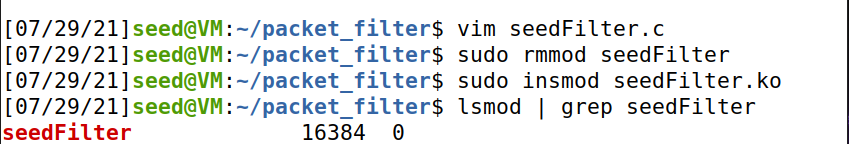 [07/29/21]seed@VM:~/packet_filter$ vim seedFilter.c
[07/29/21]seed@VM:~/packet_filter$ sudo rmmod seedFilter
[07/29/21]seed@VM:~/packet_filter$ sudo insmod seedFilter.ko
[07/29/21]seed@VM:~/packet_filter$ lsmod | grep seedFilter
seedFilter             16384  0